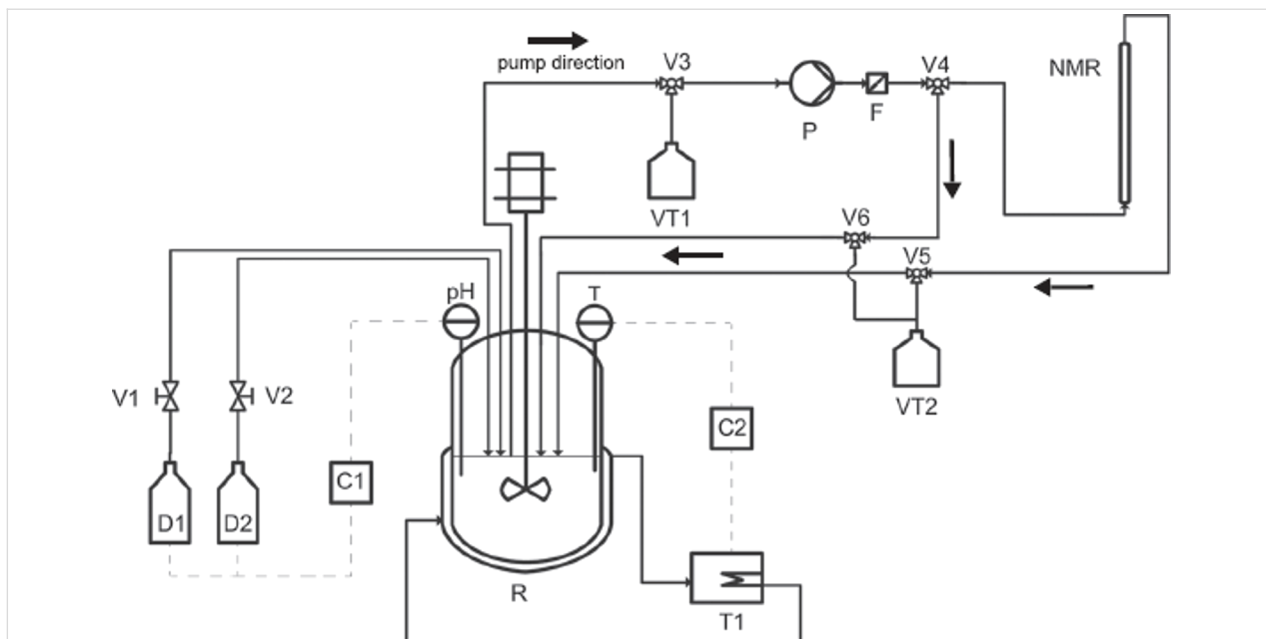 V3
V4
NMR
pump direction
P
F
VT1
V6
V5
pH
T
V1
V2
VT2
C2
C1
D1
D2
R
T1